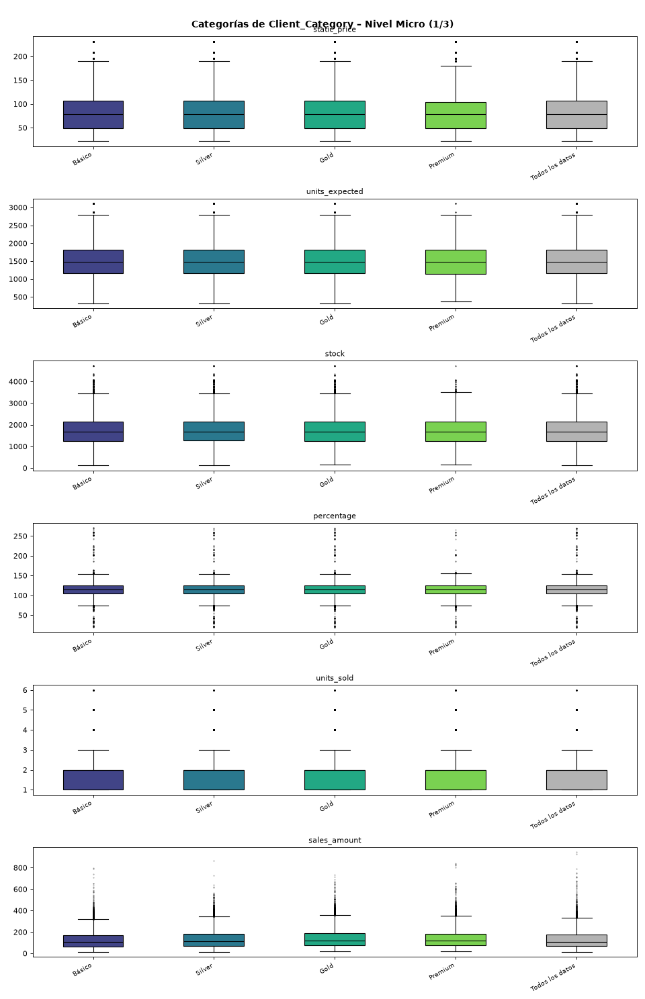 Categorías de Client_Category – Nivel Micro (1/3)
static_price
200
150
100
50
Básico
Silver
Gold
Premium
Todos los datos
units_expected
3000
2500
2000
1500
1000
500
Básico
Silver
Gold
Premium
Todos los datos
stock
4000
3000
2000
1000
0
Básico
Silver
Gold
Premium
Todos los datos
percentage
250
200
150
100
50
Básico
Silver
Gold
Premium
Todos los datos
units_sold
6
5
4
3
2
1
Básico
Silver
Gold
Premium
Todos los datos
sales_amount
800
600
400
200
0
Básico
Silver
Gold
Premium
Todos los datos